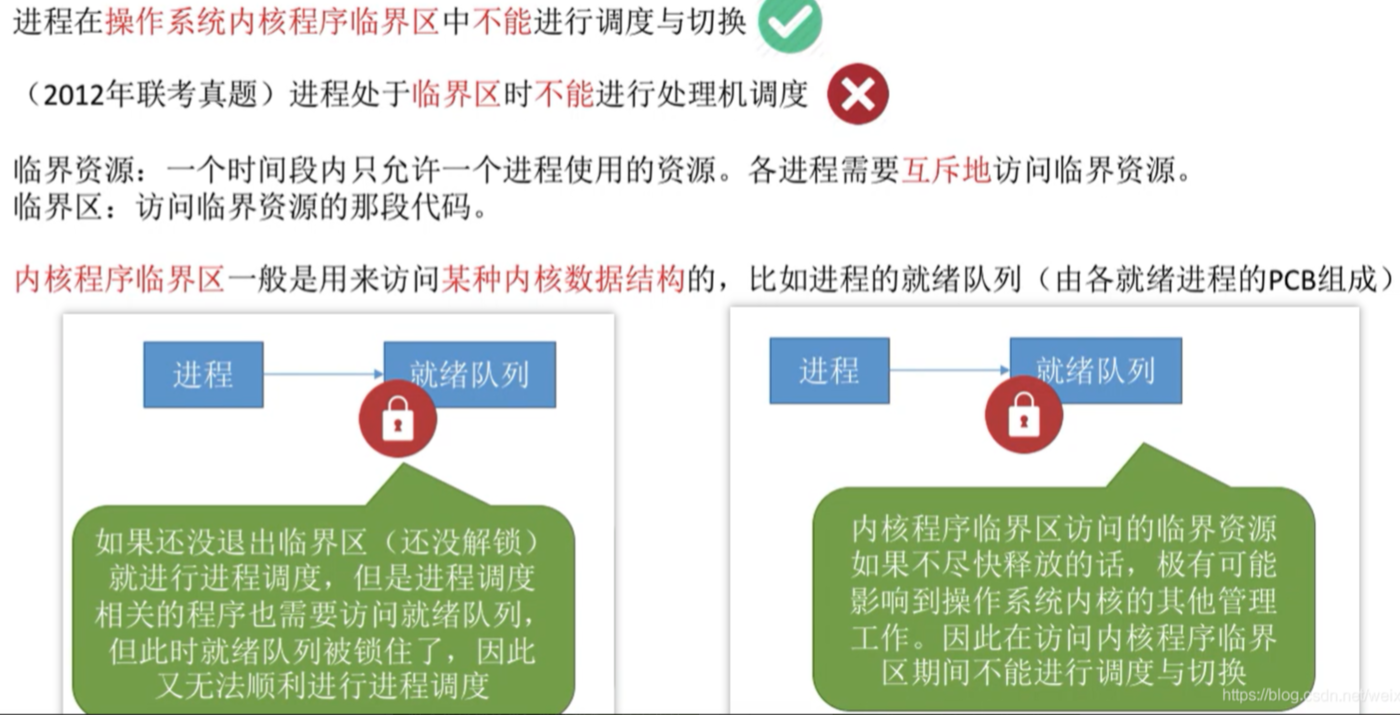 进程在操作系统内核程序临界区中不能进行调度与切换
（2012年联考真题）进程处于临界区时不能进行处理机调度
临界资源：一个时间段内只允许一个进程使用的资源。各进程需要互斥地访问临界资源。
临界区：访问临界资源的那段代码。
内核程序临界区一般是用来访问某种内核数据结构的，比如进程的就绪队列（由各就绪进程的PCB组成）
进程
就绪队列
如果还没退出临界区（还没解锁）
就进行进程调度，但是进程调度
相关的程序也需要访问就绪队列，
但此时就绪队列被锁住了，因此
又无法顺利进行进程调度
进程
就绪队列
内核程序临界区访问的临界资源
如果不尽快释放的话，极有可能
影响到操作系统内核的其他管理
工作。因此在访问内核程序临界
区期间不能进行调度与切换
https://blog.csdn.net/weix